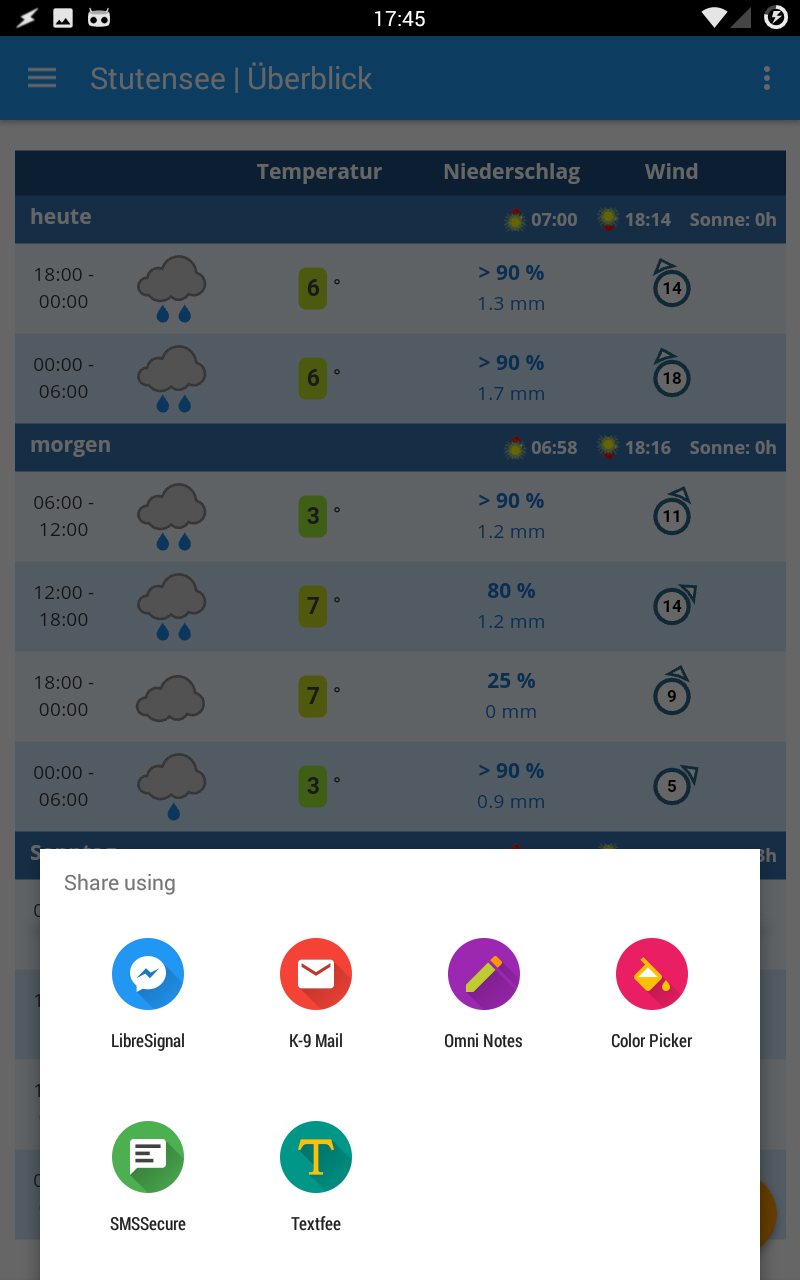 17:45
Stutensee | Überblick
Temperatur Niederschlag Wind
heute 07:00 18:14 Sonne: 0h
18:00 - > 90 %
00:00 6 ° 1.3 mm 14
00:00 - > 90 %
06:00 6 ° 1.7 mm 18
morgen 06:58 18:16 Sonne: 0h
06:00 - > 90 %
12:00 3 ° 1.2 mm 11
12:00 - 80 %
18:00 7 ° 1.2 mm 14
18:00 - 25 %
00:00 7 ° 0 mm 9
00:00 - > 90 %
06:00 3 ° 0.9 mm 5
Sonntag
Share using
LibreSignal K-9 Mail Omni Notes Color Picker
T
SMSSecure Textfee